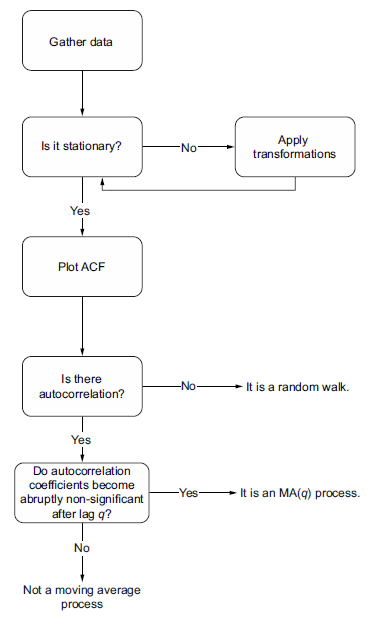 Gather data
Is it stationary?
No
Apply
transformations
Yes
Plot ACF
Is there
autocorrelation?
No
It is a random walk.
Yes
Do autocorrelation
coefficients become
abruptly non-significant
after lag q?
Yes
It is an MA(q) process.
No
Not a moving average
process